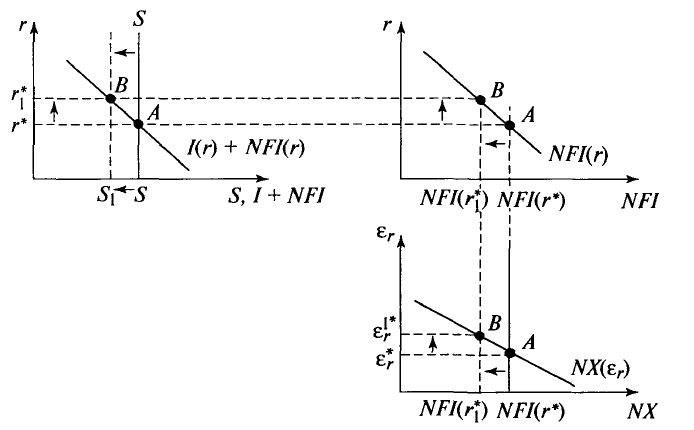 r
S
B
r₁*
A
r*
I(r) + NFI(r)
S₁ S
S, I + NFI
r
B
A
NFI(r)
NFI(r₁*) NFI(r*)
NFI
εᵣ
B
εᵣ¹*
A
εᵣ*
NX(εᵣ)
NFI(r₁*) NFI(r*)
NX